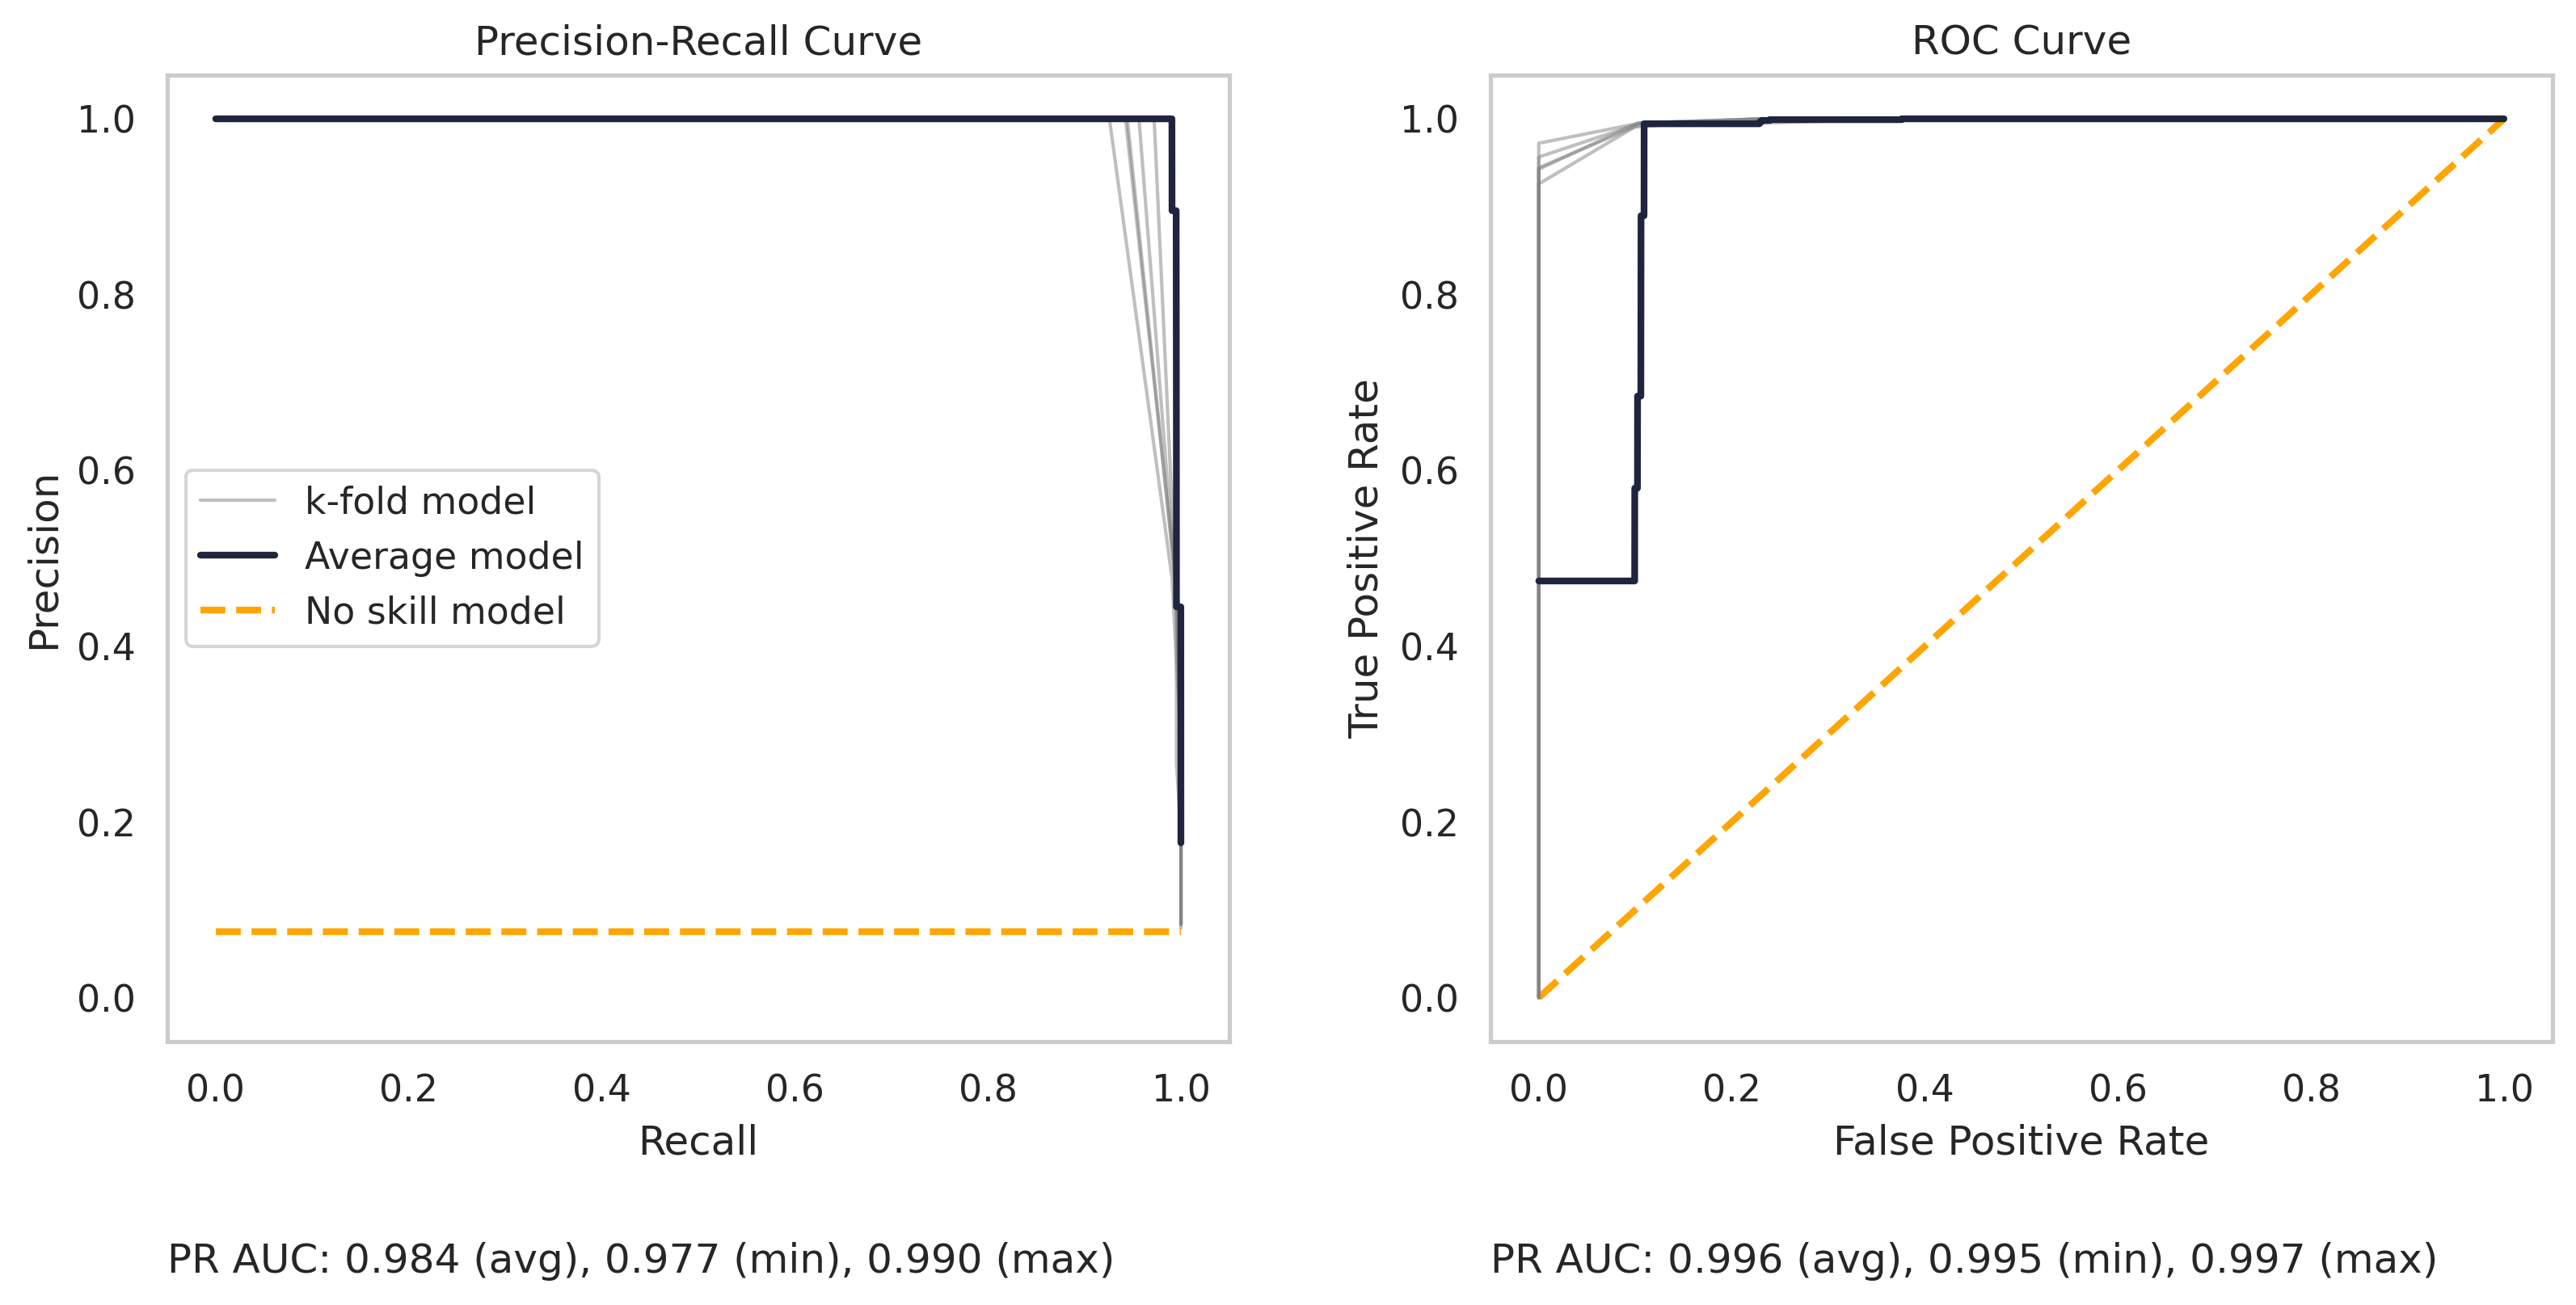 Precision-Recall Curve
1.0
0.8
0.6
0.4
0.2
0.0
Precision
k-fold model
Average model
No skill model
0.0 0.2 0.4 0.6 0.8 1.0
Recall
PR AUC: 0.984 (avg), 0.977 (min), 0.990 (max)
ROC Curve
1.0
0.8
0.6
0.4
0.2
0.0
True Positive Rate
0.0 0.2 0.4 0.6 0.8 1.0
False Positive Rate
PR AUC: 0.996 (avg), 0.995 (min), 0.997 (max)